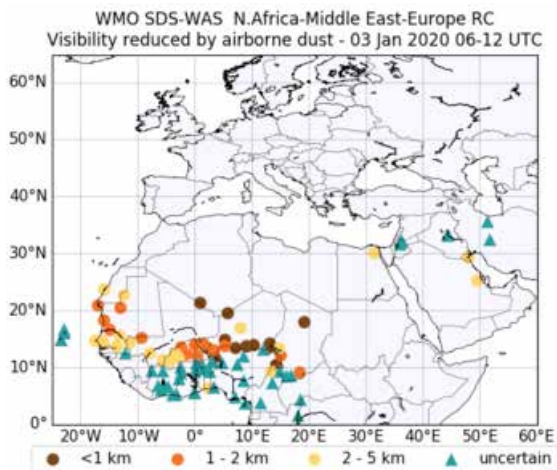 WMO SDS-WAS N.Africa-Middle East-Europe RC
Visibility reduced by airborne dust - 03 Jan 2020 06-12 UTC
60°N
50°N
40°N
30°N
20°N
10°N
0°
20°W 10°W 0° 10°E 20°E 30°E 40°E 50°E 60°E
<1 km 1 - 2 km 2 - 5 km uncertain